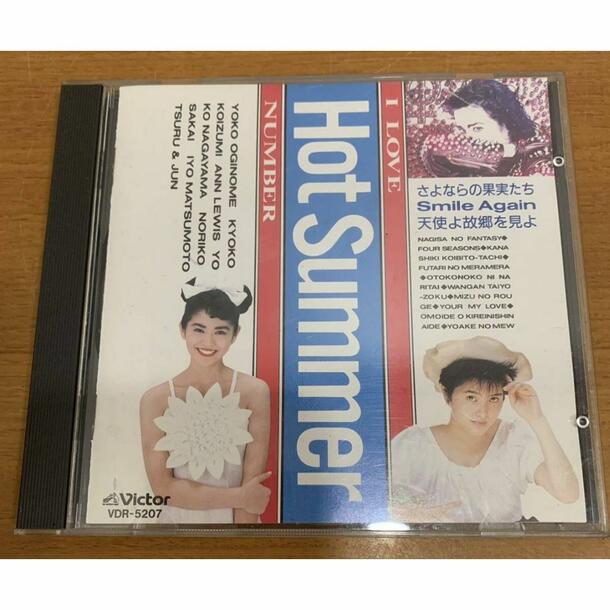 YOKO OGINOME KYOKO
KOIZUMI ANN LEWIS YO
KO NAGAYAMA NORIKO
SAKAI IYO MATSUMOTO
TSURU & JUN
NUMBER
Hot Summer
I LOVE
さよならの果実たち
Smile Again
天使よ故郷を見よ
NAGISA NO FANTASY◆
FOUR SEASONS◆KANA
SHIKI KOIBITO-TACHI◆
FUTARI NO MERAMERA
◆OTOKONOKO NI NA
RITAI◆WANGAN TAIYO
-ZOKU◆MIZU NO ROU
GE◆YOUR MY LOVE◆
OMOIDE O KIREINISHIN
AIDE◆YOAKE NO MEW
Victor
VDR-5207